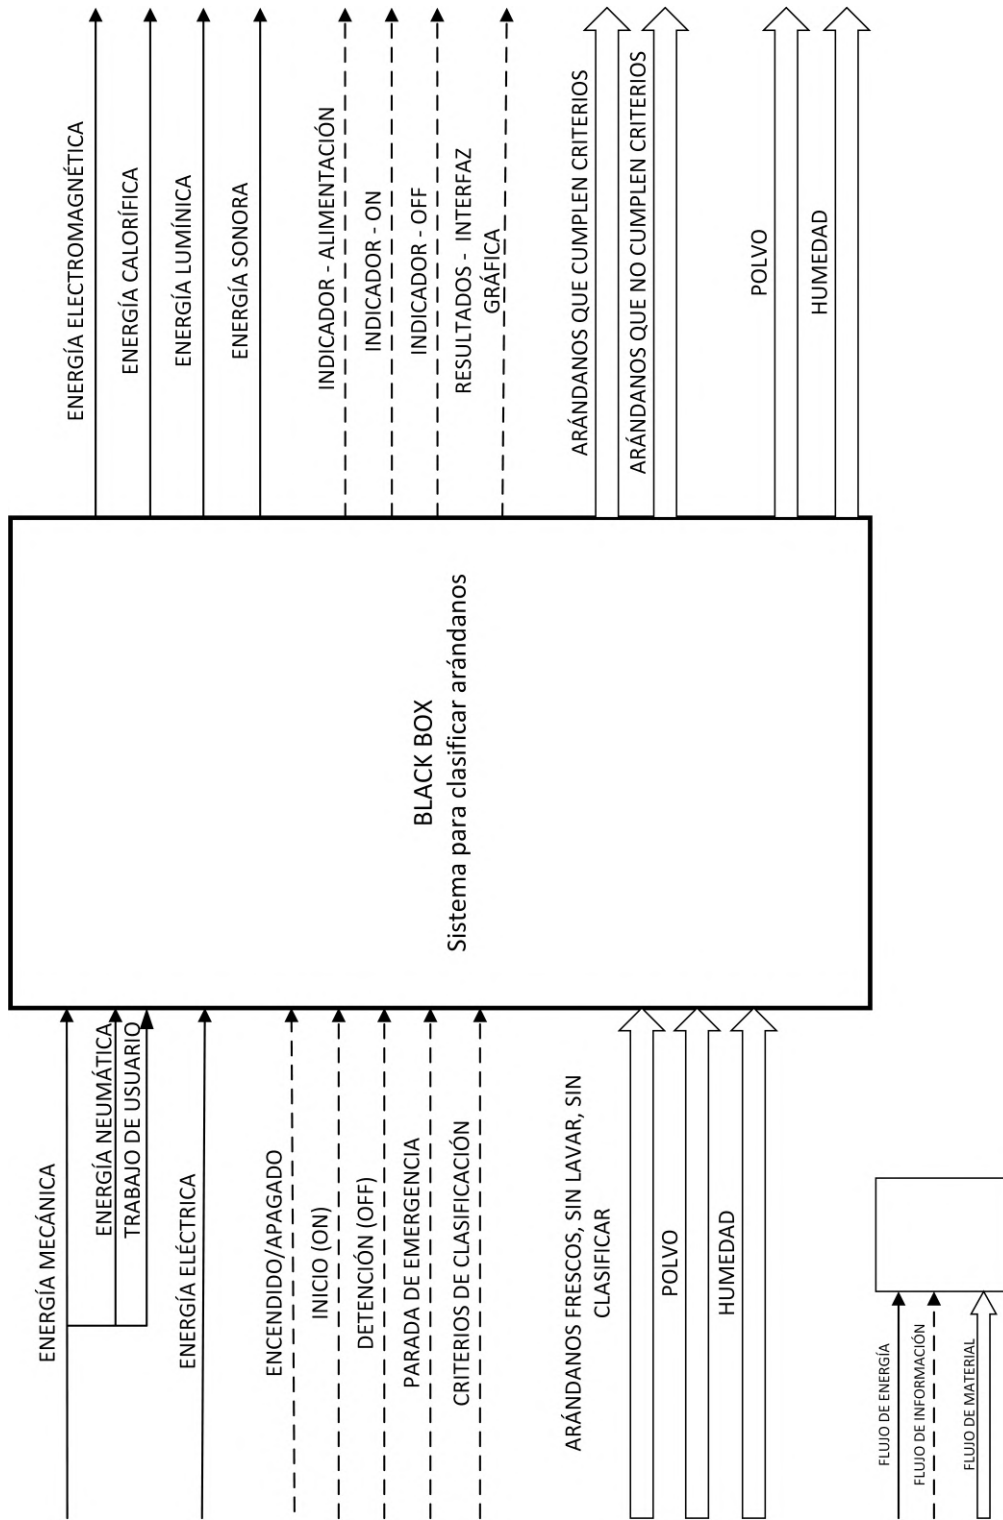 ENERGÍA MECÁNICA
ENERGÍA NEUMÁTICA
TRABAJO DE USUARIO
ENERGÍA ELÉCTRICA
ENCENDIDO/APAGADO
INICIO (ON)
DETENCIÓN (OFF)
PARADA DE EMERGENCIA
CRITERIOS DE CLASIFICACIÓN
ARÁNDANOS FRESCOS, SIN LAVAR, SIN
CLASIFICAR
POLVO
HUMEDAD
BLACK BOX
Sistema para clasificar arándanos
ENERGÍA ELECTROMAGNÉTICA
ENERGÍA CALORÍFICA
ENERGÍA LUMÍNICA
ENERGÍA SONORA
INDICADOR - ALIMENTACIÓN
INDICADOR - ON
INDICADOR - OFF
RESULTADOS - INTERFAZ
GRÁFICA
ARÁNDANOS QUE CUMPLEN CRITERIOS
ARÁNDANOS QUE NO CUMPLEN CRITERIOS
POLVO
HUMEDAD
FLUJO DE ENERGÍA
FLUJO DE INFORMACIÓN
FLUJO DE MATERIAL